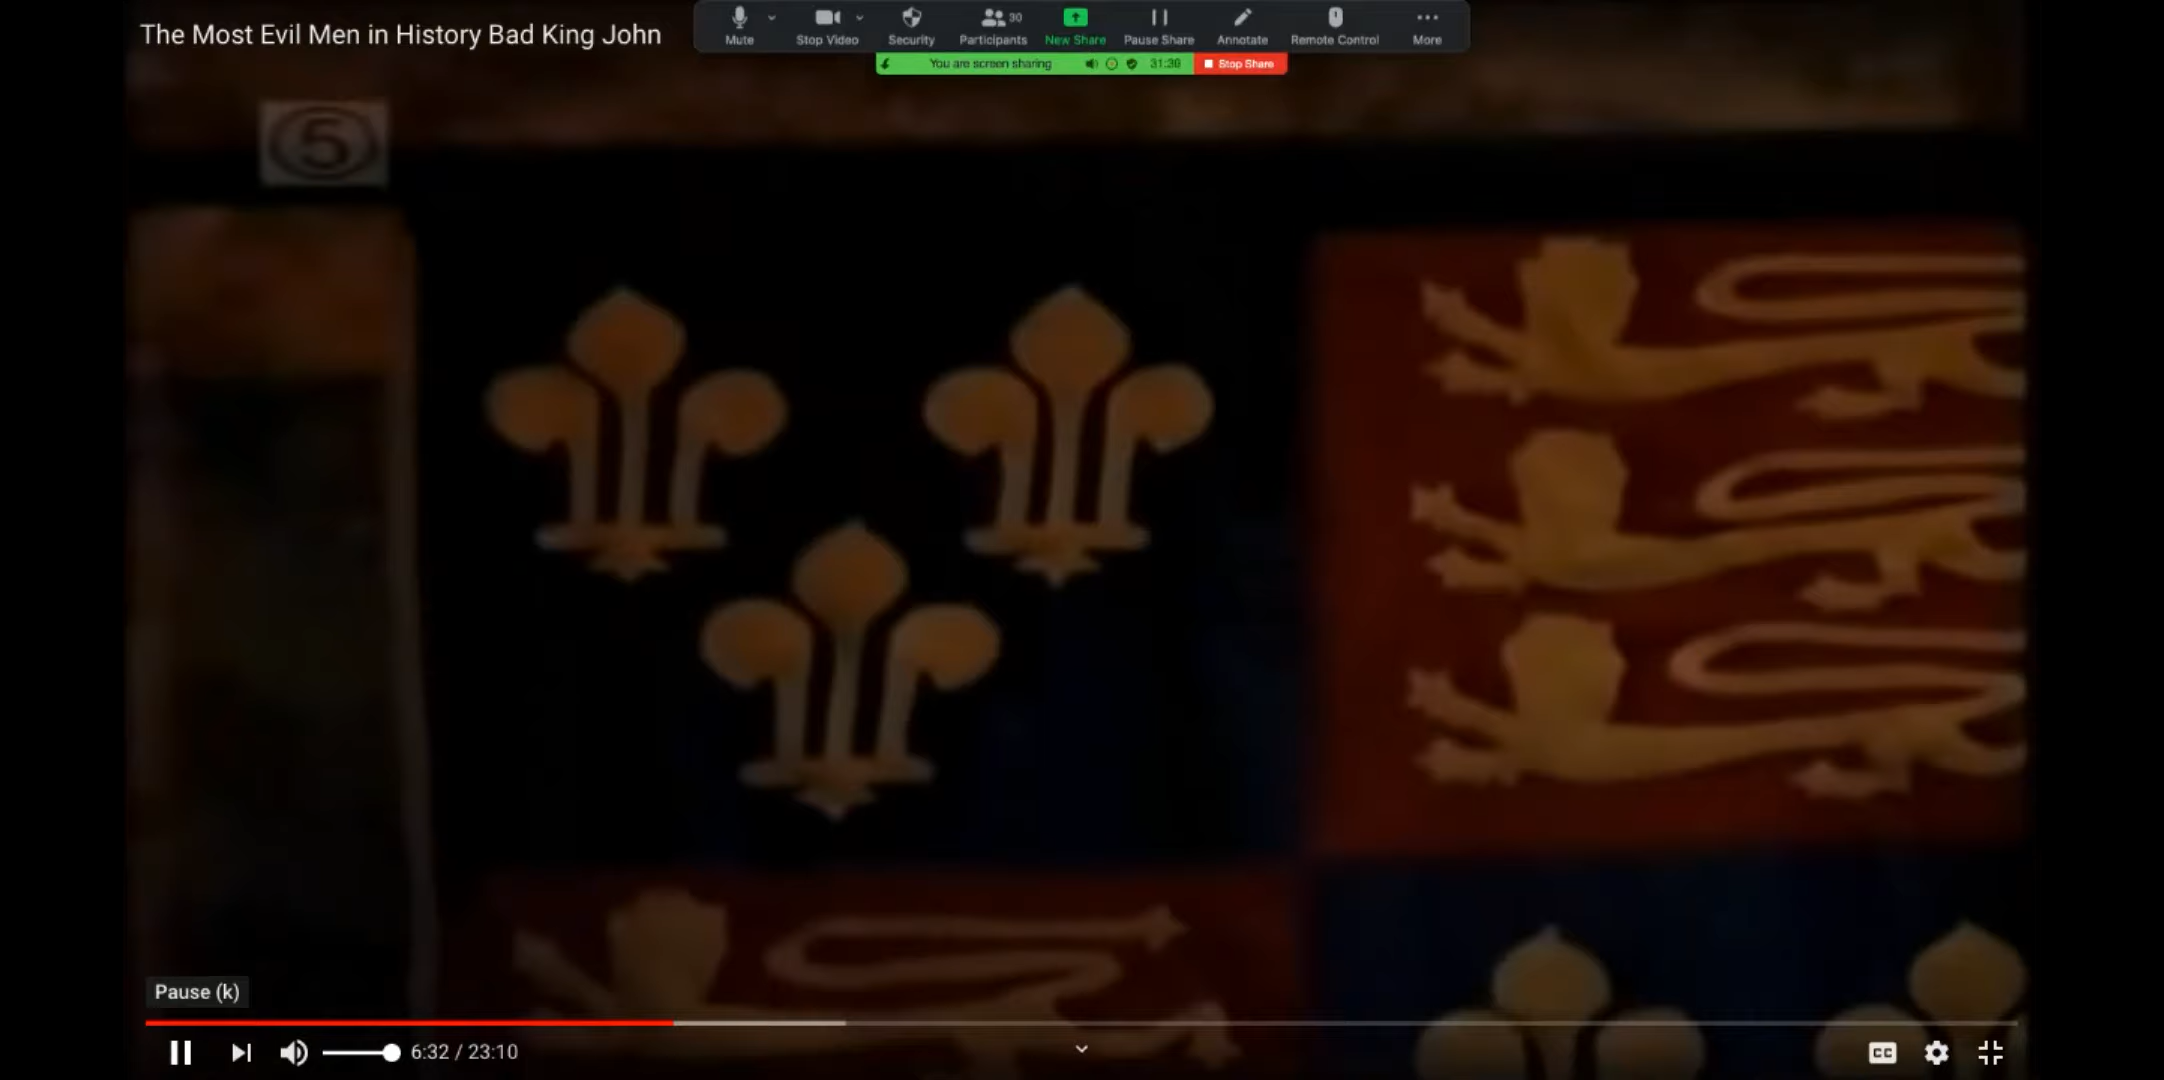 The Most Evil Men in History Bad King John
Mute
Stop Video
Security
30
Participants
New Share
Pause Share
Annotate
Remote Control
More
You are screen sharing
31:30
Stop Share
5
Pause (k)
6:32 / 23:10
CC